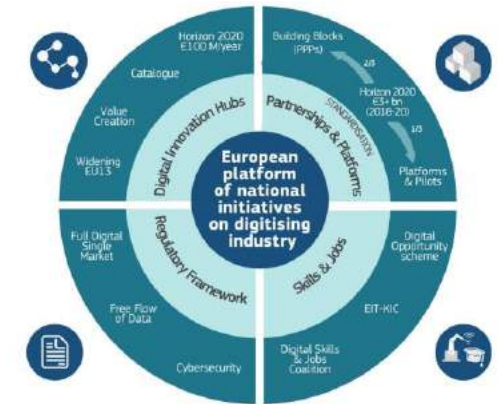 Horizon 2020
€100 M/year
Catalogue
Value
Creation
Widening
EU13
Digital Innovation Hubs
Building Blocks
(PPPs)
2/3
Horizon 2020
€3+ bn
(2018-20)
1/3
Platforms
& Pilots
STANDARDISATION
Partnerships & Platforms
European
platform
of national
initiatives
on digitising
industry
Full Digital
Single
Market
Free Flow
of Data
Cybersecurity
Regulatory Framework
Skills & Jobs
Digital
Opportunity
scheme
EIT-KIC
Digital Skills
& Jobs
Coalition